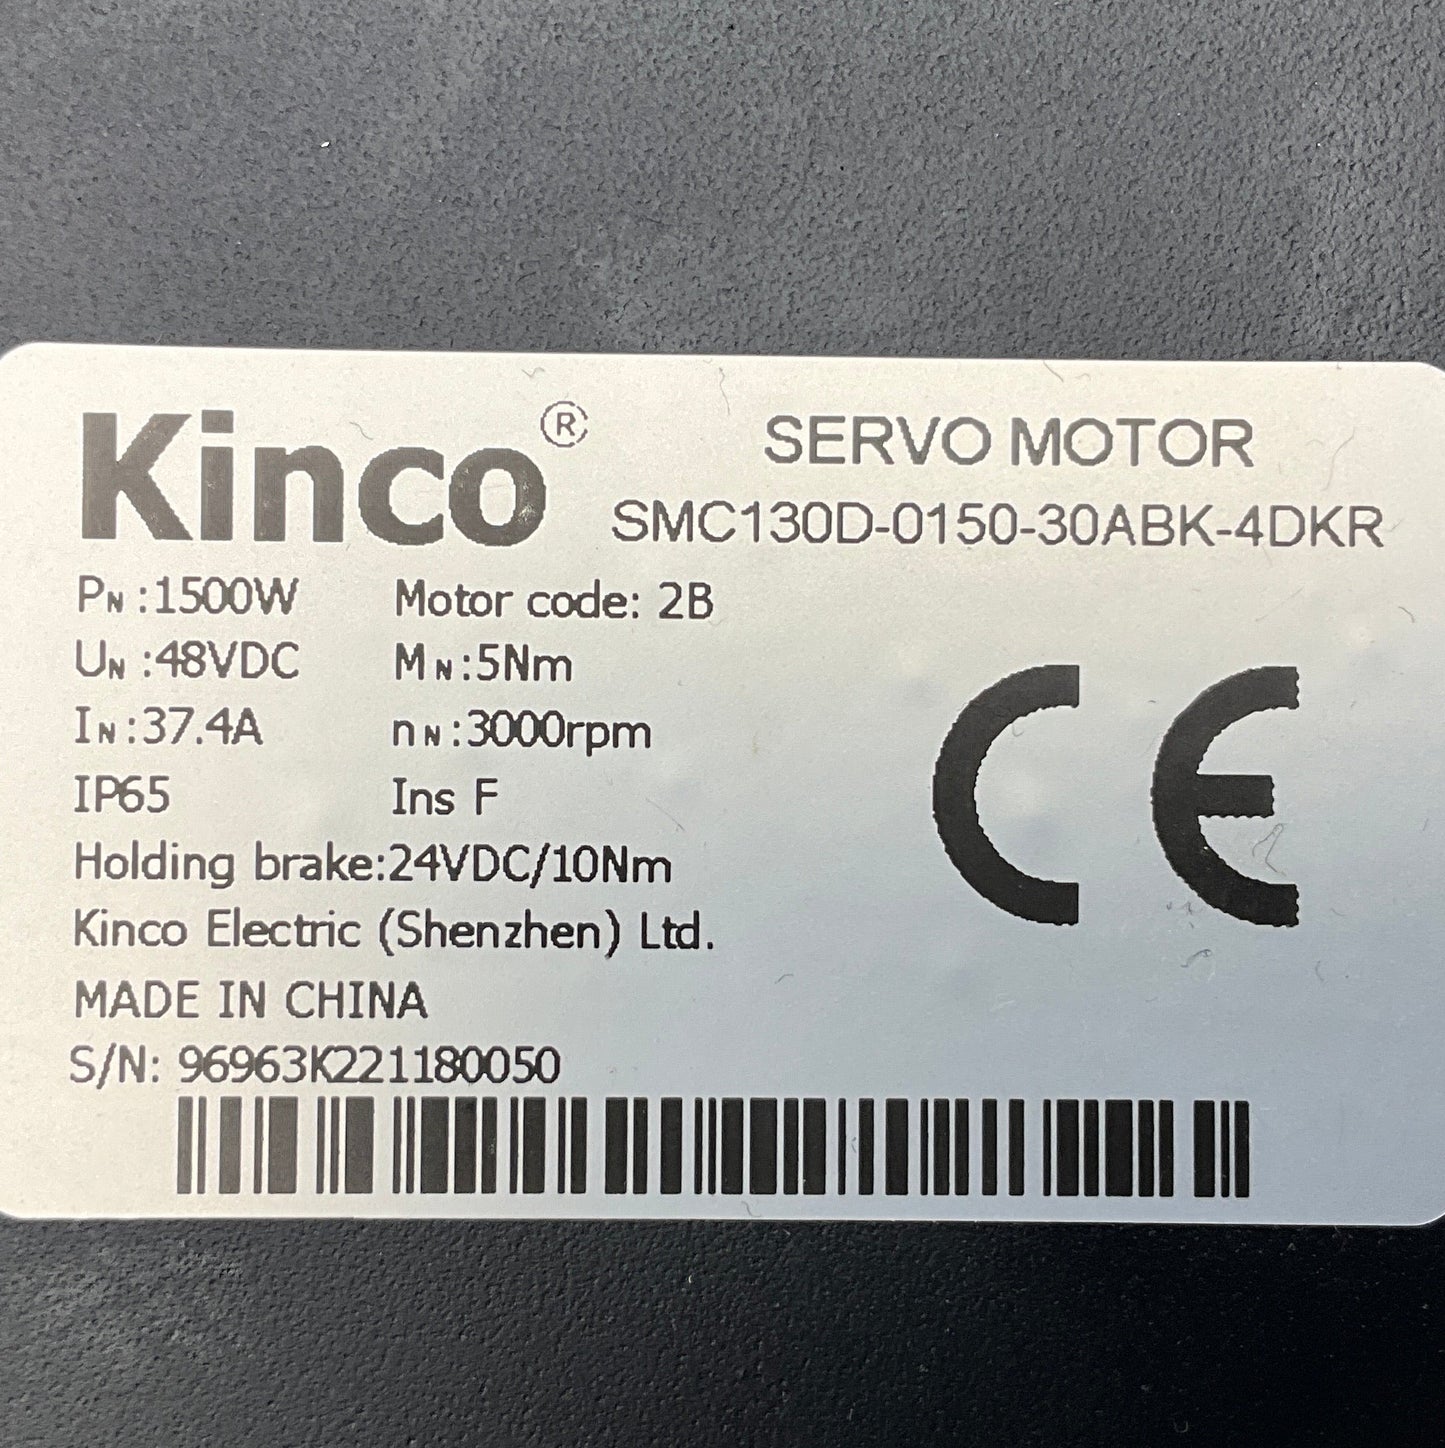 Kinco®
SERVO MOTOR
SMC130D-0150-30ABK-4DKR
PN :1500W Motor code: 2B
UN :48VDC MN:5Nm
IN:37.4A nN:3000rpm
IP65 Ins F
Holding brake:24VDC/10Nm
Kinco Electric (Shenzhen) Ltd.
MADE IN CHINA
S/N: 96963K221180050
CE